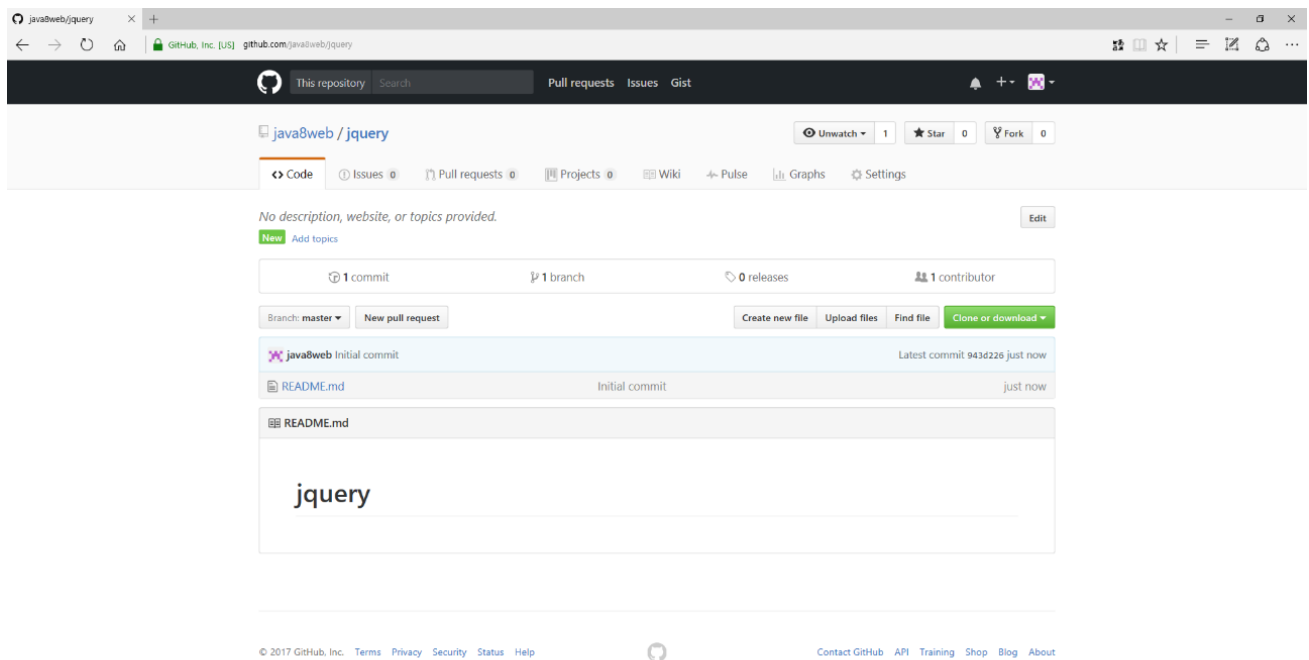 java8web/jquery
GitHub, Inc. [US] github.com/java8web/jquery
This repository Search Pull requests Issues Gist
java8web / jquery Unwatch 1 Star 0 Fork 0
Code Issues 0 Pull requests 0 Projects 0 Wiki Pulse Graphs Settings
No description, website, or topics provided. Edit
New Add topics
1 commit 1 branch 0 releases 1 contributor
Branch: master New pull request Create new file Upload files Find file Clone or download
java8web Initial commit Latest commit 943d226 just now
README.md Initial commit just now
README.md
jquery
© 2017 GitHub, Inc. Terms Privacy Security Status Help Contact GitHub API Training Shop Blog About